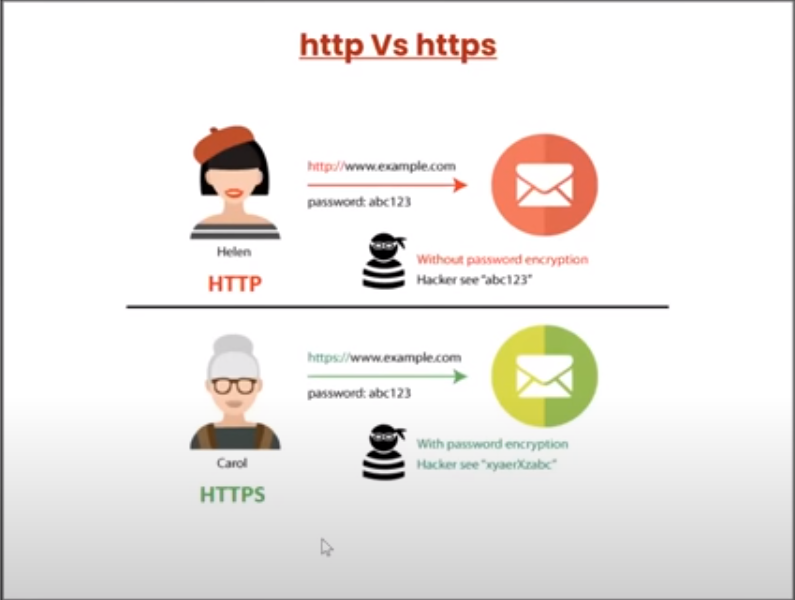 http Vs https
http://www.example.com
password: abc123
Helen
HTTP
Without password encryption
Hacker see "abc123"
https://www.example.com
password: abc123
Carol
HTTPS
With password encryption
Hacker see "xyaerXzabc"